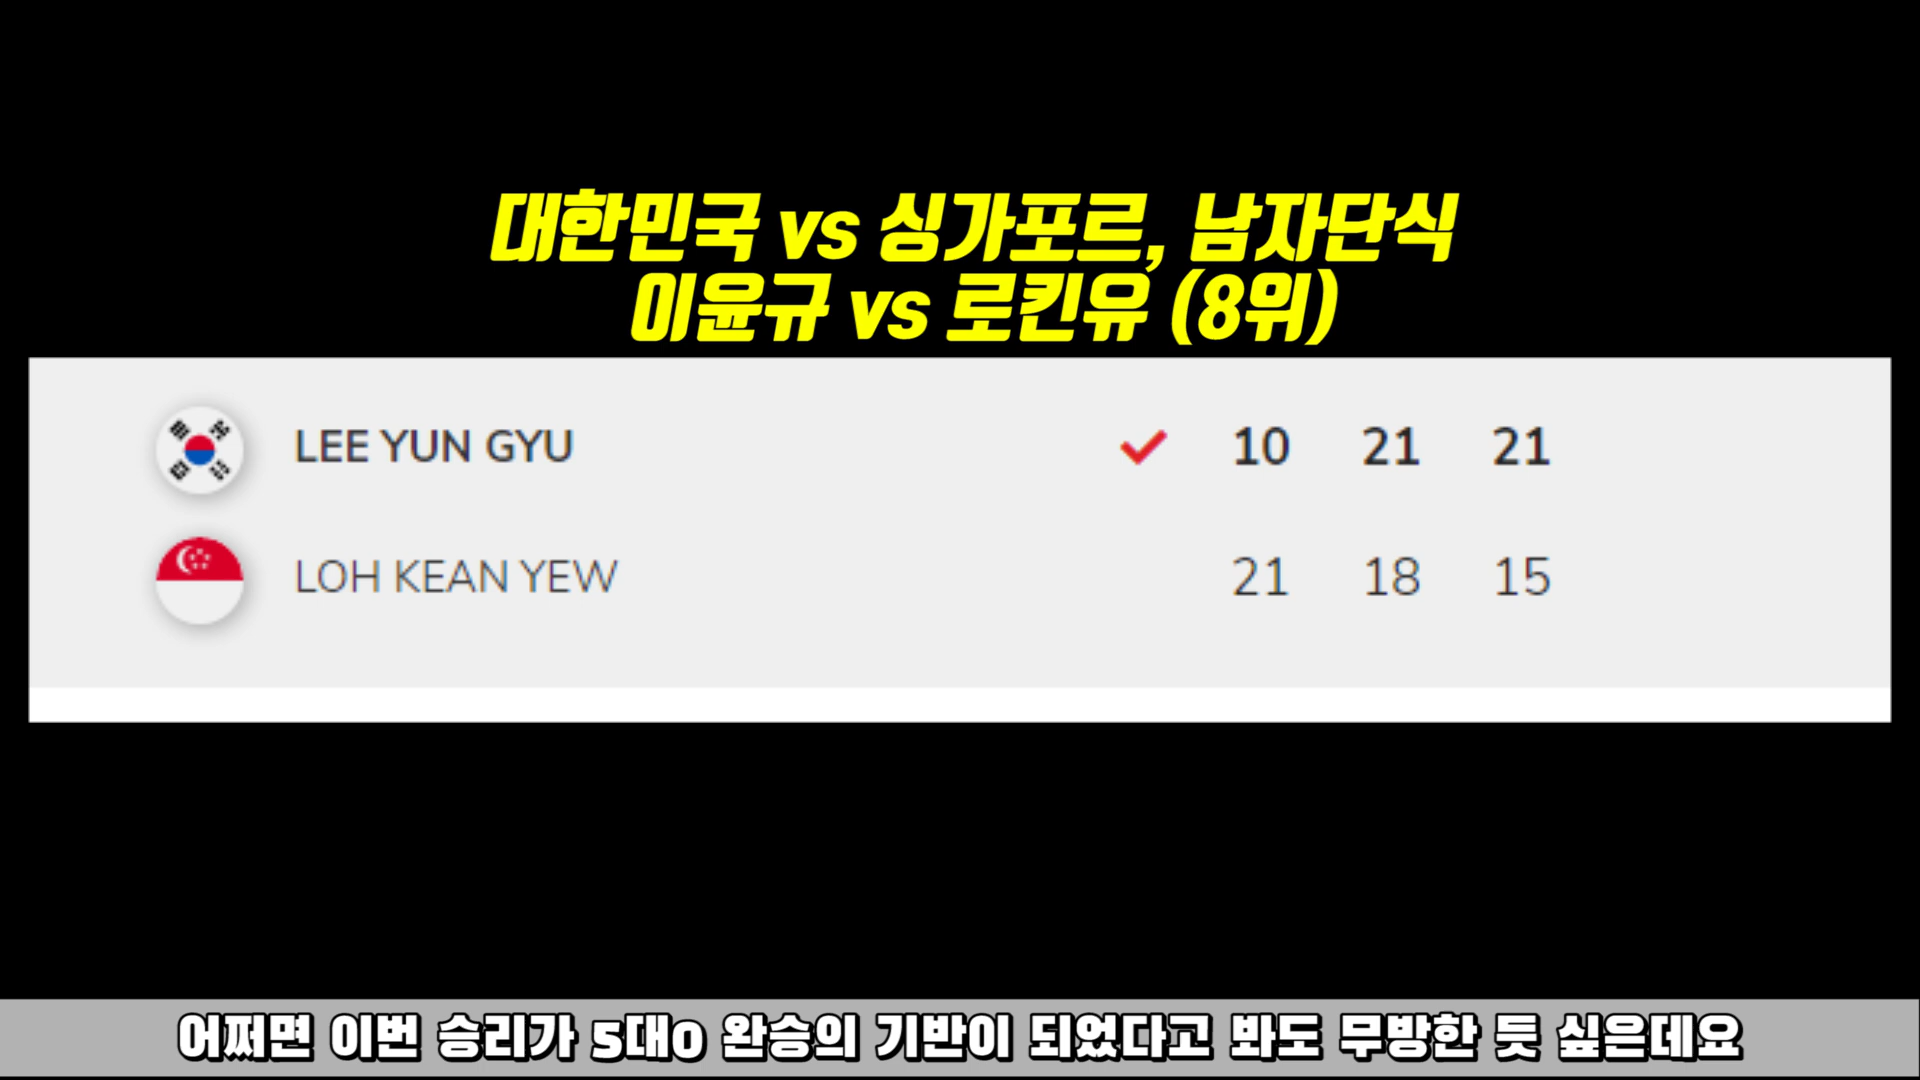 대한민국 vs 싱가포르, 남자단식
이윤규 vs 로킨유 (8위)
LEE YUN GYU 10 21 21
LOH KEAN YEW 21 18 15
어쩌면 이번 승리가 5대0 완승의 기반이 되었다고 봐도 무방한 듯 싶은데요